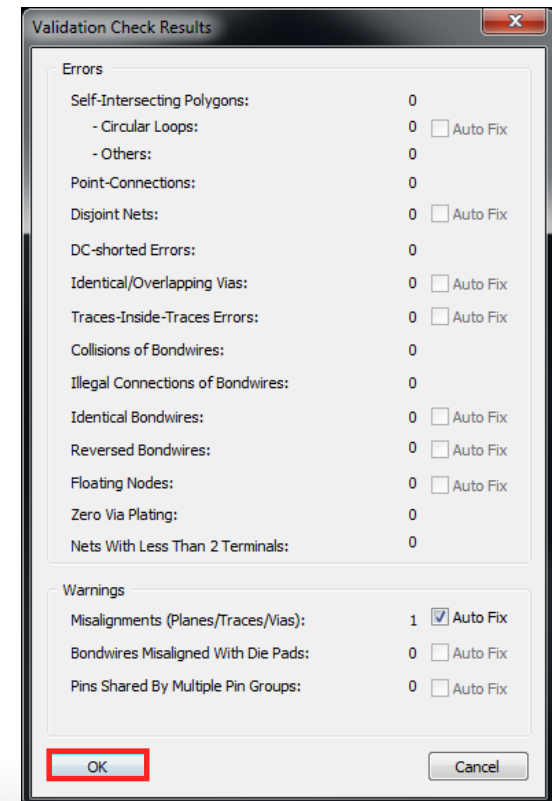 Validation Check Results
Errors
Self-Intersecting Polygons: 0
- Circular Loops: 0 Auto Fix
- Others: 0
Point-Connections: 0
Disjoint Nets: 0 Auto Fix
DC-shorted Errors: 0
Identical/Overlapping Vias: 0 Auto Fix
Traces-Inside-Traces Errors: 0 Auto Fix
Collisions of Bondwires: 0
Illegal Connections of Bondwires: 0
Identical Bondwires: 0 Auto Fix
Reversed Bondwires: 0 Auto Fix
Floating Nodes: 0 Auto Fix
Zero Via Plating: 0
Nets With Less Than 2 Terminals: 0
Warnings
Misalignments (Planes/Traces/Vias): 1 Auto Fix
Bondwires Misaligned With Die Pads: 0 Auto Fix
Pins Shared By Multiple Pin Groups: 0 Auto Fix
OK Cancel